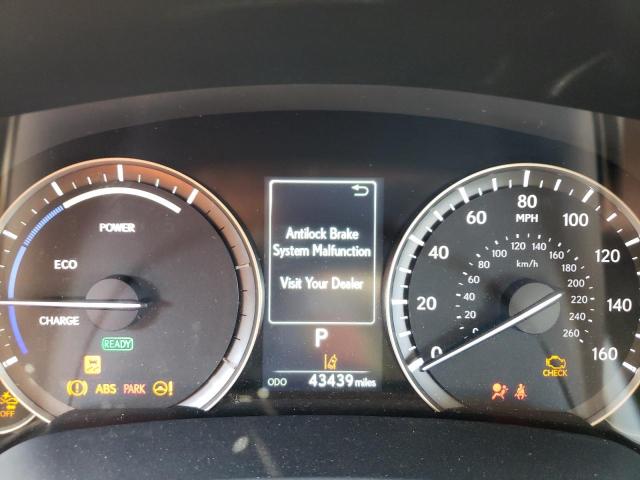 POWER
ECO
CHARGE
READY
ABS PARK
OFF
Antilock Brake
System Malfunction
Visit Your Dealer
P
ODO 43439 miles
0
20
40
60
80
100
120
140
160
MPH
0
20
40
60
80
100
120
140
160
180
200
220
240
260
km/h
CHECK